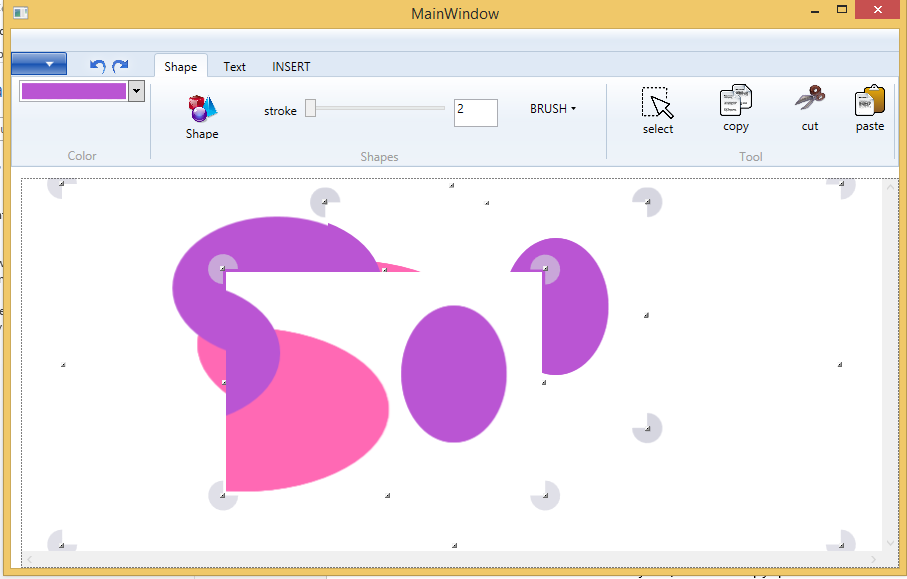 MainWindow
Shape Text INSERT
stroke 2 BRUSH
Shape select copy cut paste
Color Shapes Tool